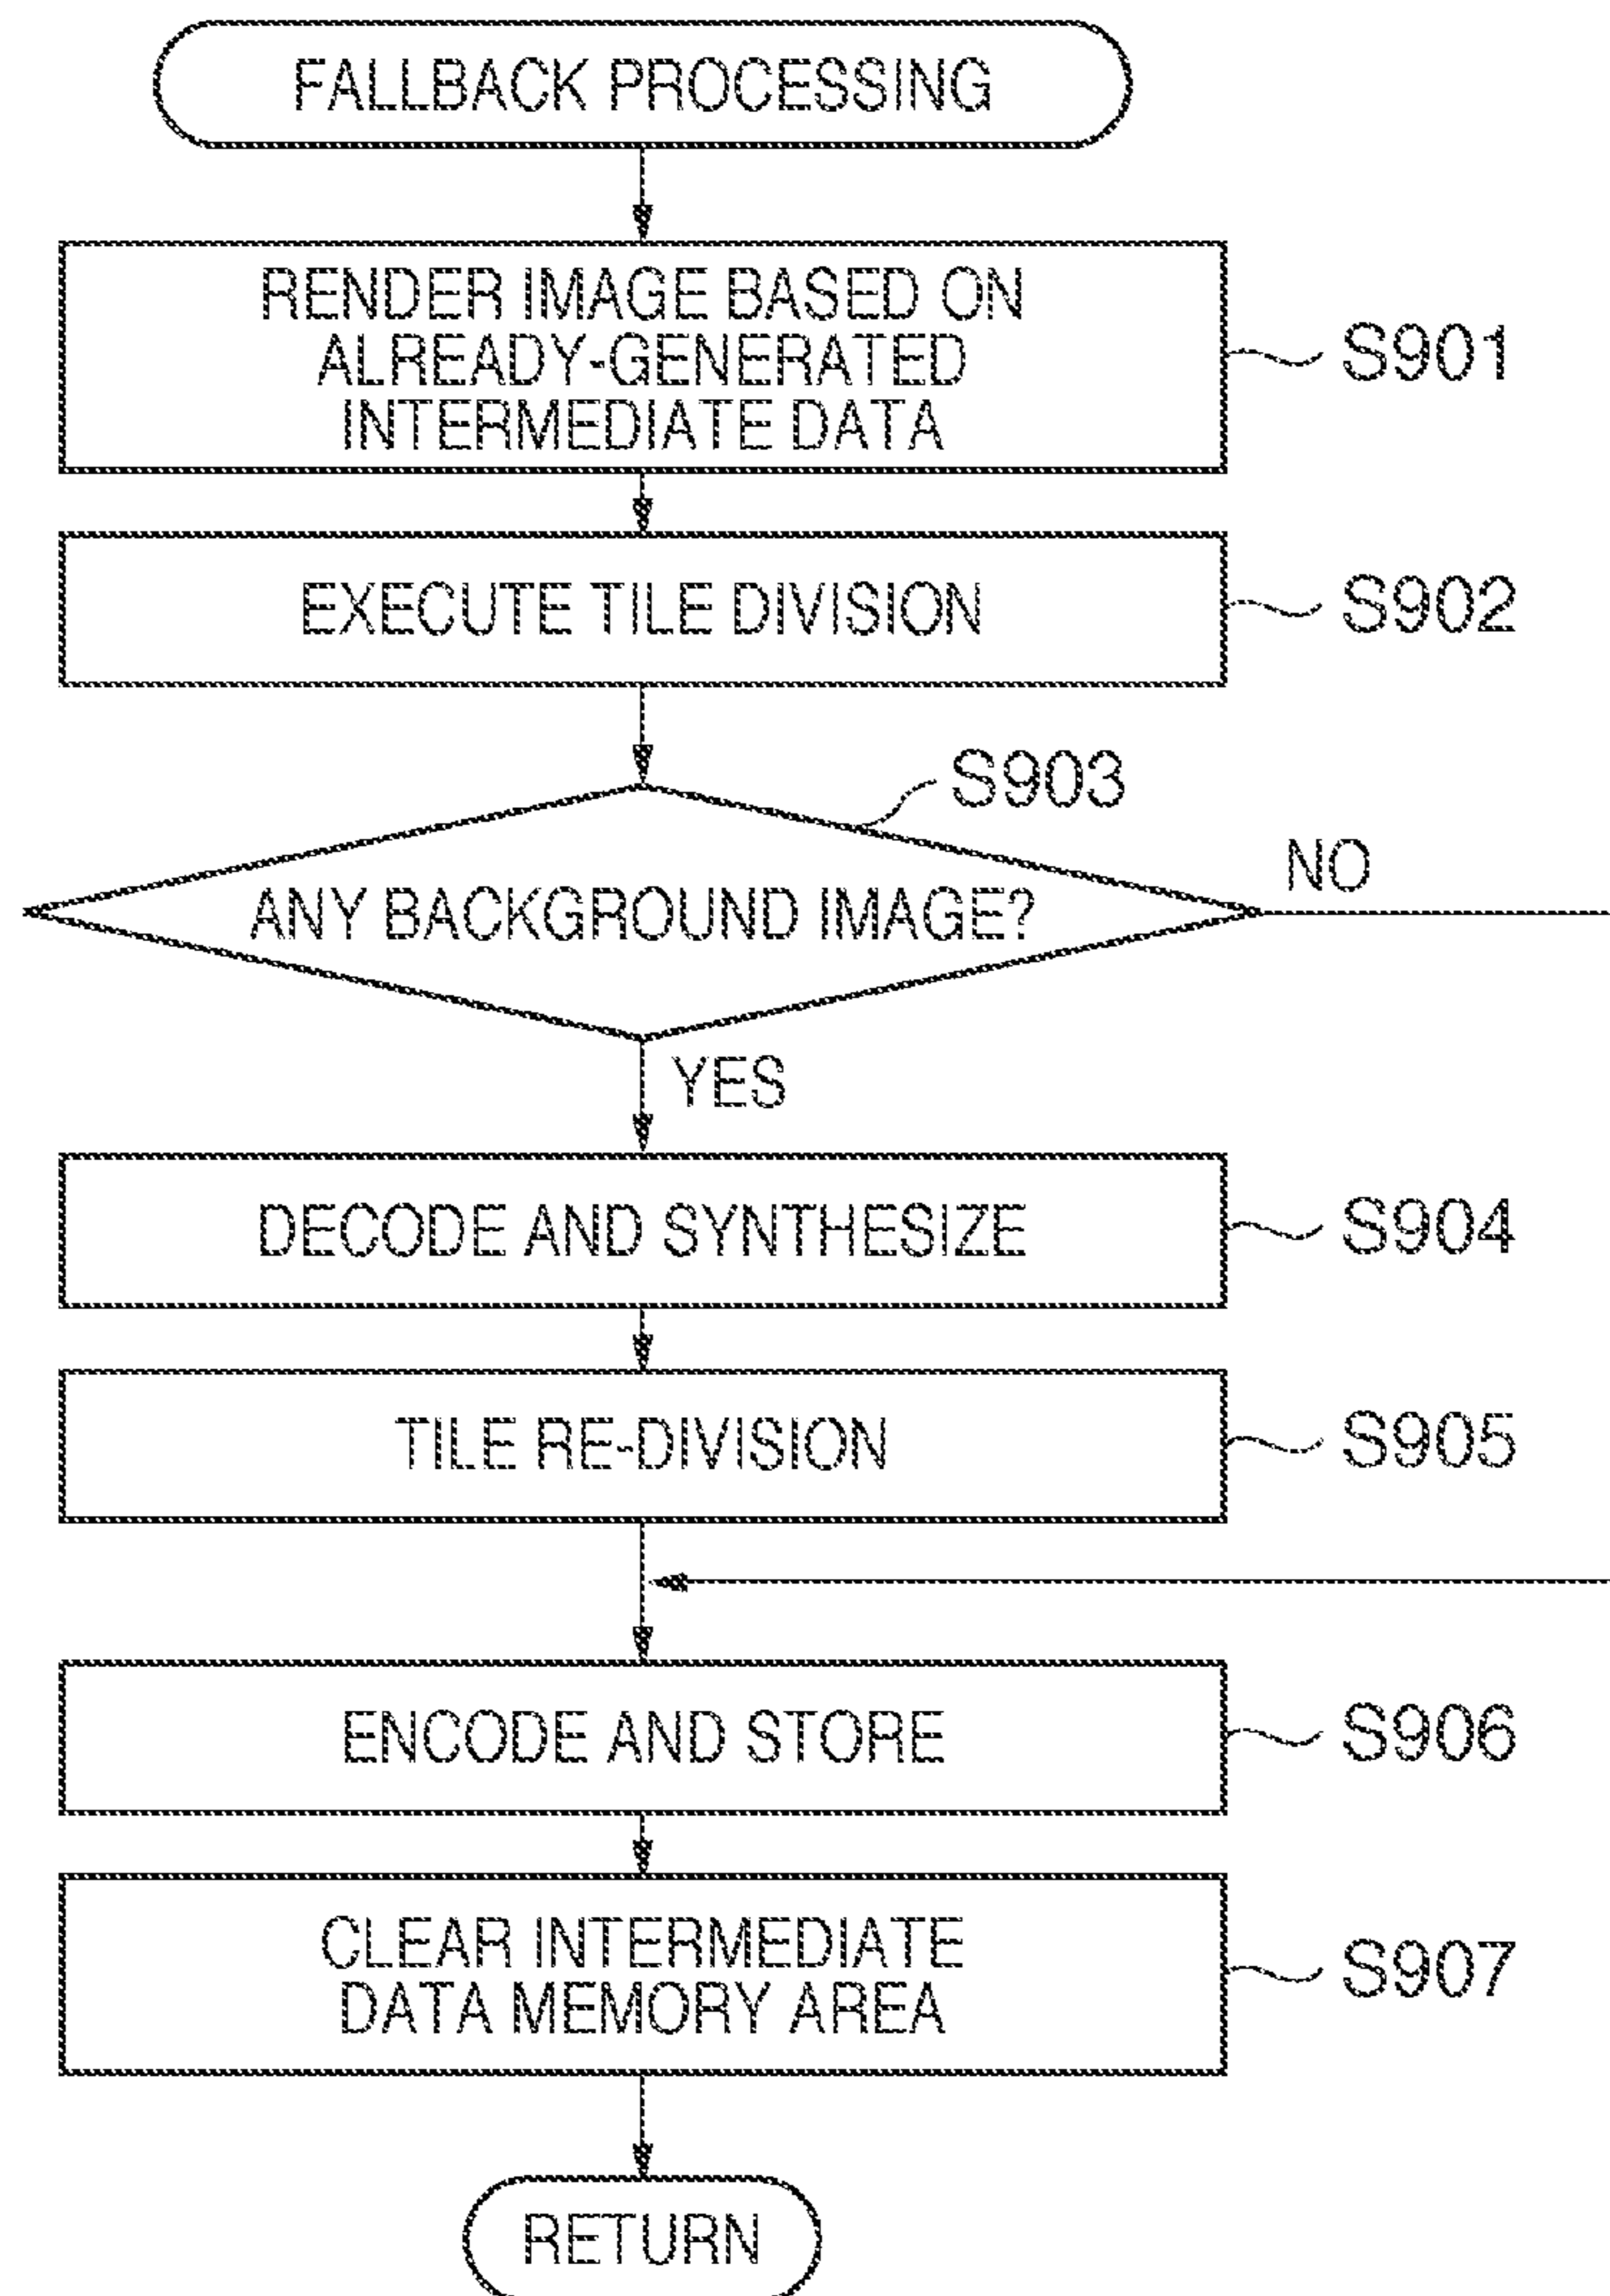 FALLBACK PROCESSING
RENDER IMAGE BASED ON
ALREADY-GENERATED
INTERMEDIATE DATA
S901
EXECUTE TILE DIVISION
S902
S903
ANY BACKGROUND IMAGE?
NO
YES
DECODE AND SYNTHESIZE
S904
TILE RE-DIVISION
S905
ENCODE AND STORE
S906
CLEAR INTERMEDIATE
DATA MEMORY AREA
S907
RETURN